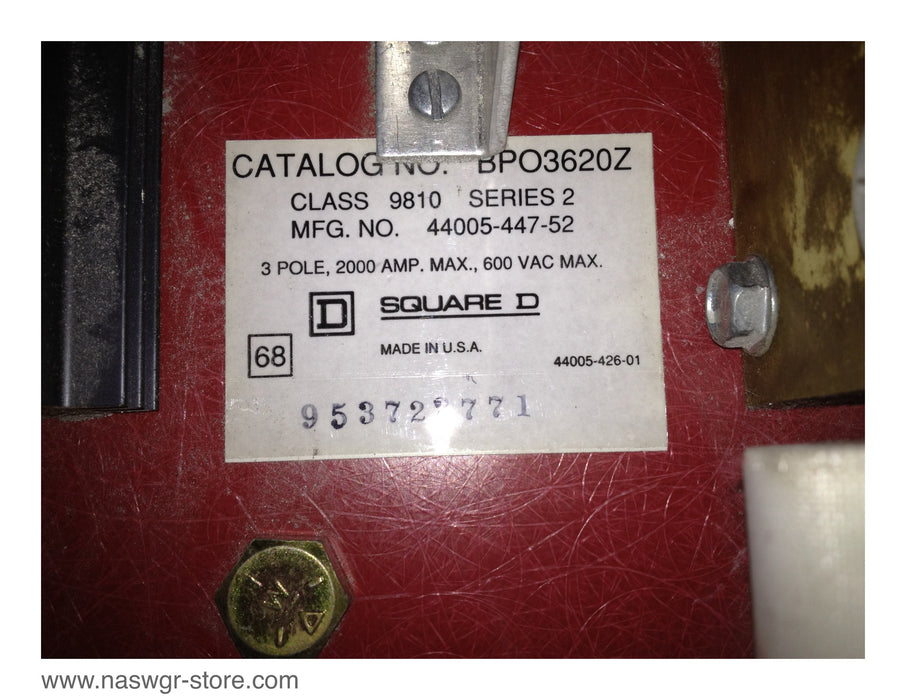 CATALOG NO. BPO3620Z
CLASS 9810 SERIES 2
MFG. NO. 44005-447-52
3 POLE, 2000 AMP. MAX., 600 VAC MAX.
D SQUARE D
68
MADE IN U.S.A.
44005-426-01
www.naswgr-store.com